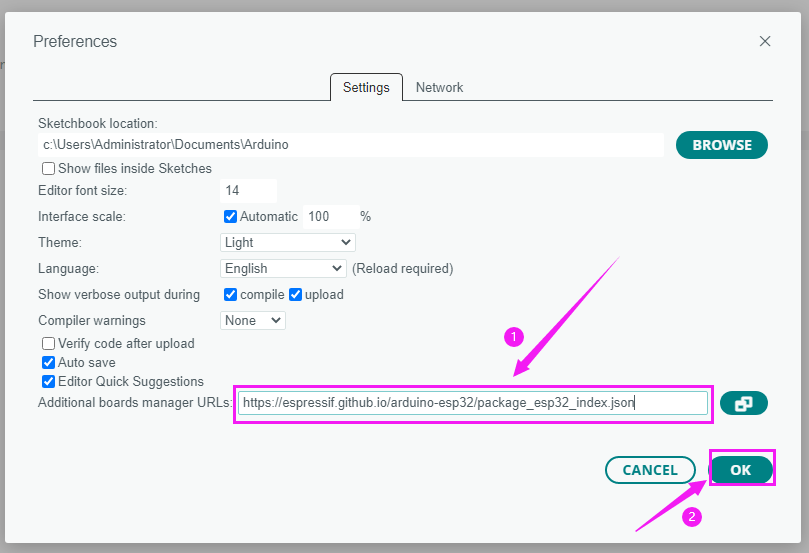 Preferences
Settings Network
Sketchbook location:
c:\Users\Administrator\Documents\Arduino BROWSE
Show files inside Sketches
Editor font size: 14
Interface scale: Automatic 100 %
Theme: Light
Language: English (Reload required)
Show verbose output during compile upload
Compiler warnings None
Verify code after upload
Auto save
Editor Quick Suggestions
Additional boards manager URLs: https://espressif.github.io/arduino-esp32/package_esp32_index.json
CANCEL OK
1
2